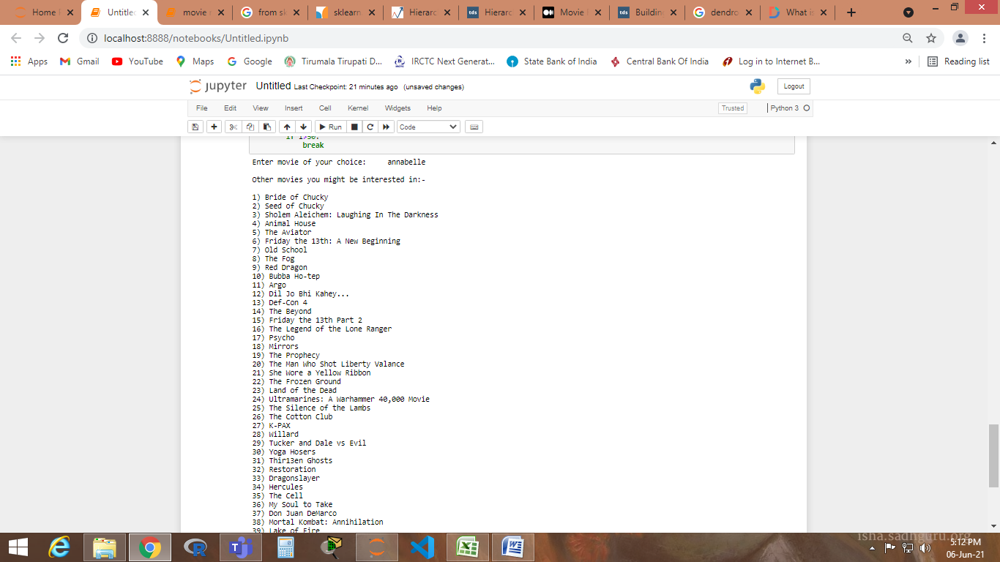 Home
Untitled
movie
from sk
sklearn
Hierarc
tds Hierarc
Movie
tds Building
dendro
What is
localhost:8888/notebooks/Untitled.ipynb
Apps Gmail YouTube Maps Google Tirumala Tirupati D... IRCTC Next Generat... State Bank of India Central Bank Of India Log in to Internet B... » Reading list
jupyter Untitled Last Checkpoint: 21 minutes ago (unsaved changes) Logout
File Edit View Insert Cell Kernel Widgets Help Trusted Python 3
Run Code
if i>50:
break
Enter movie of your choice: annabelle
Other movies you might be interested in:-
1) Bride of Chucky
2) Seed of Chucky
3) Sholem Aleichem: Laughing In The Darkness
4) Animal House
5) The Aviator
6) Friday the 13th: A New Beginning
7) Old School
8) The Fog
9) Red Dragon
10) Bubba Ho-tep
11) Argo
12) Dil Jo Bhi Kahey...
13) Def-Con 4
14) The Beyond
15) Friday the 13th Part 2
16) The Legend of the Lone Ranger
17) Psycho
18) Mirrors
19) The Prophecy
20) The Man Who Shot Liberty Valance
21) She Wore a Yellow Ribbon
22) The Frozen Ground
23) Land of the Dead
24) Ultramarines: A Warhammer 40,000 Movie
25) The Silence of the Lambs
26) The Cotton Club
27) K-PAX
28) Willard
29) Tucker and Dale vs Evil
30) Yoga Hosers
31) Thir13en Ghosts
32) Restoration
33) Dragonslayer
34) Hercules
35) The Cell
36) My Soul to Take
37) Don Juan DeMarco
38) Mortal Kombat: Annihilation
39) Lake of Fire
isha.sadhguru.org
5:12 PM
06-Jun-21